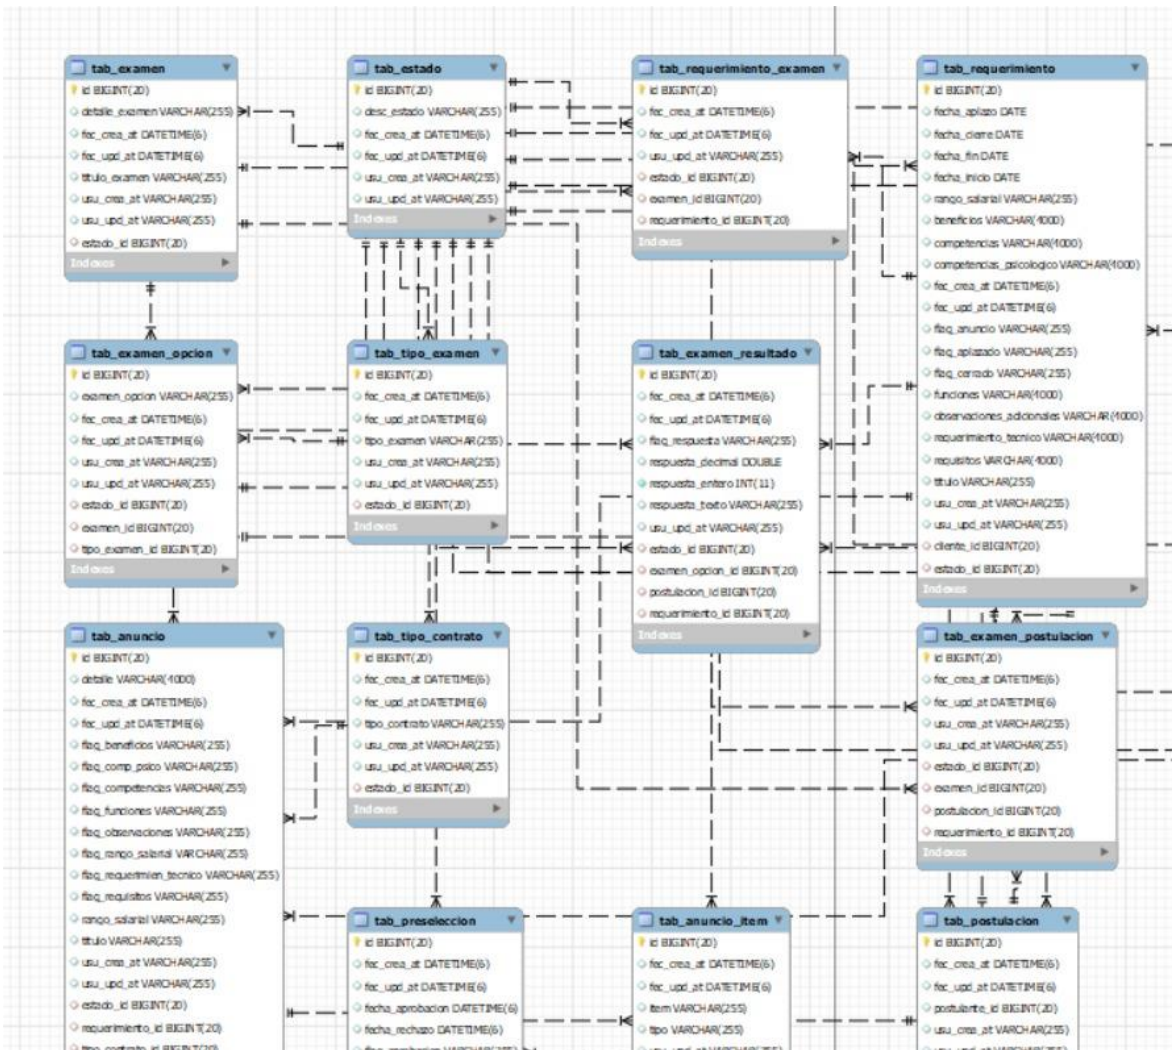 tab_examen
id BIGINT(20)
detalle_examen VARCHAR(255)
fec_crea_at DATETIME(6)
fec_upd_at DATETIME(6)
titulo_examen VARCHAR(255)
usu_crea_at VARCHAR(255)
usu_upd_at VARCHAR(255)
estado_id BIGINT(20)
Indexes
tab_estado
id BIGINT(20)
desc_estado VARCHAR(255)
fec_crea_at DATETIME(6)
fec_upd_at DATETIME(6)
usu_crea_at VARCHAR(255)
usu_upd_at VARCHAR(255)
Indexes
tab_requerimiento_examen
id BIGINT(20)
fec_crea_at DATETIME(6)
fec_upd_at DATETIME(6)
usu_upd_at VARCHAR(255)
estado_id BIGINT(20)
examen_id BIGINT(20)
requerimiento_id BIGINT(20)
Indexes
tab_requerimiento
id BIGINT(20)
fecha_aplazo DATE
fecha_cierre DATE
fecha_fin DATE
fecha_inicio DATE
rango_salarial VARCHAR(255)
beneficios VARCHAR(4000)
competencias VARCHAR(4000)
competencias_psicologico VARCHAR(4000)
fec_crea_at DATETIME(6)
fec_upd_at DATETIME(6)
flag_anuncio VARCHAR(255)
flag_aplazado VARCHAR(255)
flag_cerrado VARCHAR(255)
funciones VARCHAR(4000)
observaciones_adicionales VARCHAR(4000)
requerimiento_tecnico VARCHAR(4000)
requisitos VARCHAR(4000)
titulo VARCHAR(255)
usu_crea_at VARCHAR(255)
usu_upd_at VARCHAR(255)
cliente_id BIGINT(20)
estado_id BIGINT(20)
Indexes
tab_examen_opcion
id BIGINT(20)
examen_opcion VARCHAR(255)
fec_crea_at DATETIME(6)
fec_upd_at DATETIME(6)
usu_crea_at VARCHAR(255)
usu_upd_at VARCHAR(255)
estado_id BIGINT(20)
examen_id BIGINT(20)
tipo_examen_id BIGINT(20)
Indexes
tab_tipo_examen
id BIGINT(20)
fec_crea_at DATETIME(6)
fec_upd_at DATETIME(6)
tipo_examen VARCHAR(255)
usu_crea_at VARCHAR(255)
usu_upd_at VARCHAR(255)
estado_id BIGINT(20)
Indexes
tab_examen_resultado
id BIGINT(20)
fec_crea_at DATETIME(6)
fec_upd_at DATETIME(6)
flag_respuesta VARCHAR(255)
respuesta_decimal DOUBLE
respuesta_entero INT(11)
respuesta_texto VARCHAR(255)
usu_upd_at VARCHAR(255)
estado_id BIGINT(20)
examen_opcion_id BIGINT(20)
postulacion_id BIGINT(20)
requerimiento_id BIGINT(20)
Indexes
tab_anuncio
id BIGINT(20)
detalle VARCHAR(4000)
fec_crea_at DATETIME(6)
fec_upd_at DATETIME(6)
flag_beneficios VARCHAR(255)
flag_comp_psico VARCHAR(255)
flag_competencias VARCHAR(255)
flag_funciones VARCHAR(255)
flag_observaciones VARCHAR(255)
flag_rango_salarial VARCHAR(255)
flag_requerimien_tecnico VARCHAR(255)
flag_requisitos VARCHAR(255)
rango_salarial VARCHAR(255)
titulo VARCHAR(255)
usu_crea_at VARCHAR(255)
usu_upd_at VARCHAR(255)
estado_id BIGINT(20)
requerimiento_id BIGINT(20)
tipo_contrato_id BIGINT(20)
tab_tipo_contrato
id BIGINT(20)
fec_crea_at DATETIME(6)
fec_upd_at DATETIME(6)
tipo_contrato VARCHAR(255)
usu_crea_at VARCHAR(255)
usu_upd_at VARCHAR(255)
estado_id BIGINT(20)
Indexes
tab_examen_postulacion
id BIGINT(20)
fec_crea_at DATETIME(6)
fec_upd_at DATETIME(6)
usu_crea_at VARCHAR(255)
usu_upd_at VARCHAR(255)
estado_id BIGINT(20)
examen_id BIGINT(20)
postulacion_id BIGINT(20)
requerimiento_id BIGINT(20)
Indexes
tab_preseleccion
id BIGINT(20)
fec_crea_at DATETIME(6)
fec_upd_at DATETIME(6)
fecha_aprobacion DATETIME(6)
fecha_rechazo DATETIME(6)
tab_anuncio_item
id BIGINT(20)
fec_crea_at DATETIME(6)
fec_upd_at DATETIME(6)
item VARCHAR(255)
tipo VARCHAR(255)
tab_postulacion
id BIGINT(20)
fec_crea_at DATETIME(6)
fec_upd_at DATETIME(6)
postulante_id BIGINT(20)
usu_crea_at VARCHAR(255)